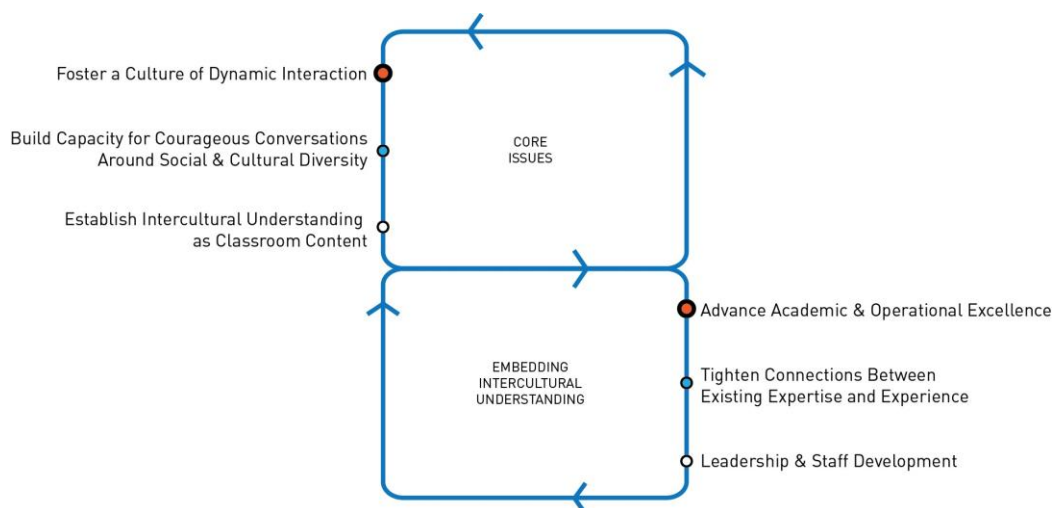 Foster a Culture of Dynamic Interaction
Build Capacity for Courageous Conversations
Around Social & Cultural Diversity
Establish Intercultural Understanding
as Classroom Content
CORE
ISSUES
Advance Academic & Operational Excellence
Tighten Connections Between
Existing Expertise and Experience
Leadership & Staff Development
EMBEDDING
INTERCULTURAL
UNDERSTANDING